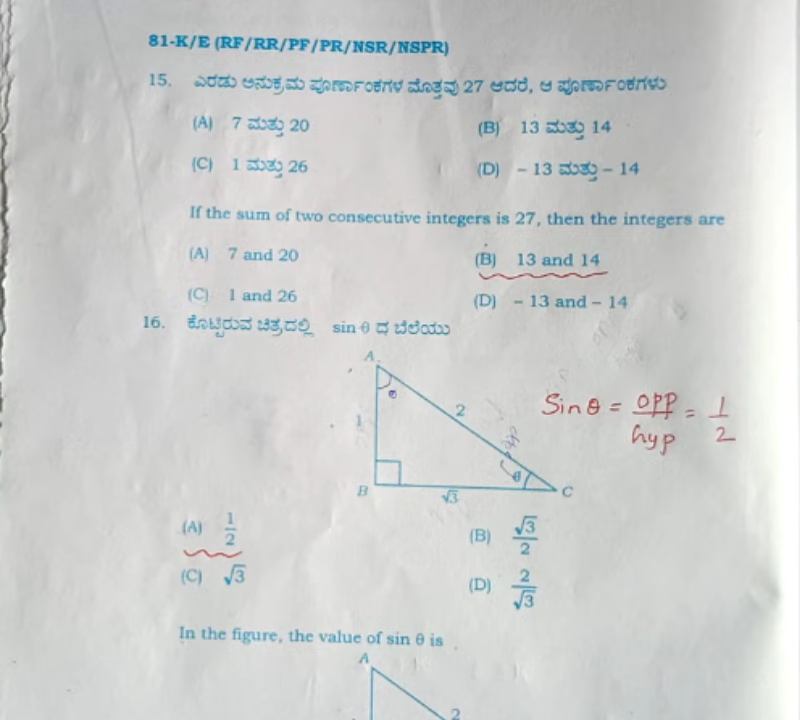 81-K/E (RF/RR/PF/PR/NSR/NSPR)
15. ಎರಡು ಅನುಕ್ರಮ ಪೂರ್ಣಾಂಕಗಳ ಮೊತ್ತವು 27 ಆದರೆ, ಆ ಪೂರ್ಣಾಂಕಗಳು
(A) 7 ಮತ್ತು 20 (B) 13 ಮತ್ತು 14
(C) 1 ಮತ್ತು 26 (D) – 13 ಮತ್ತು – 14
If the sum of two consecutive integers is 27, then the integers are
(A) 7 and 20 (B) 13 and 14
(C) 1 and 26 (D) – 13 and – 14
16. ಕೊಟ್ಟಿರುವ ಚಿತ್ರದಲ್ಲಿ sin θ ದ ಬೆಲೆಯು
A
θ
1 2 Sin θ = opp/hyp = 1/2
θ
B √3 C
(A) 1/2 (B) √3/2
(C) √3 (D) 2/√3
In the figure, the value of sin θ is
A
2